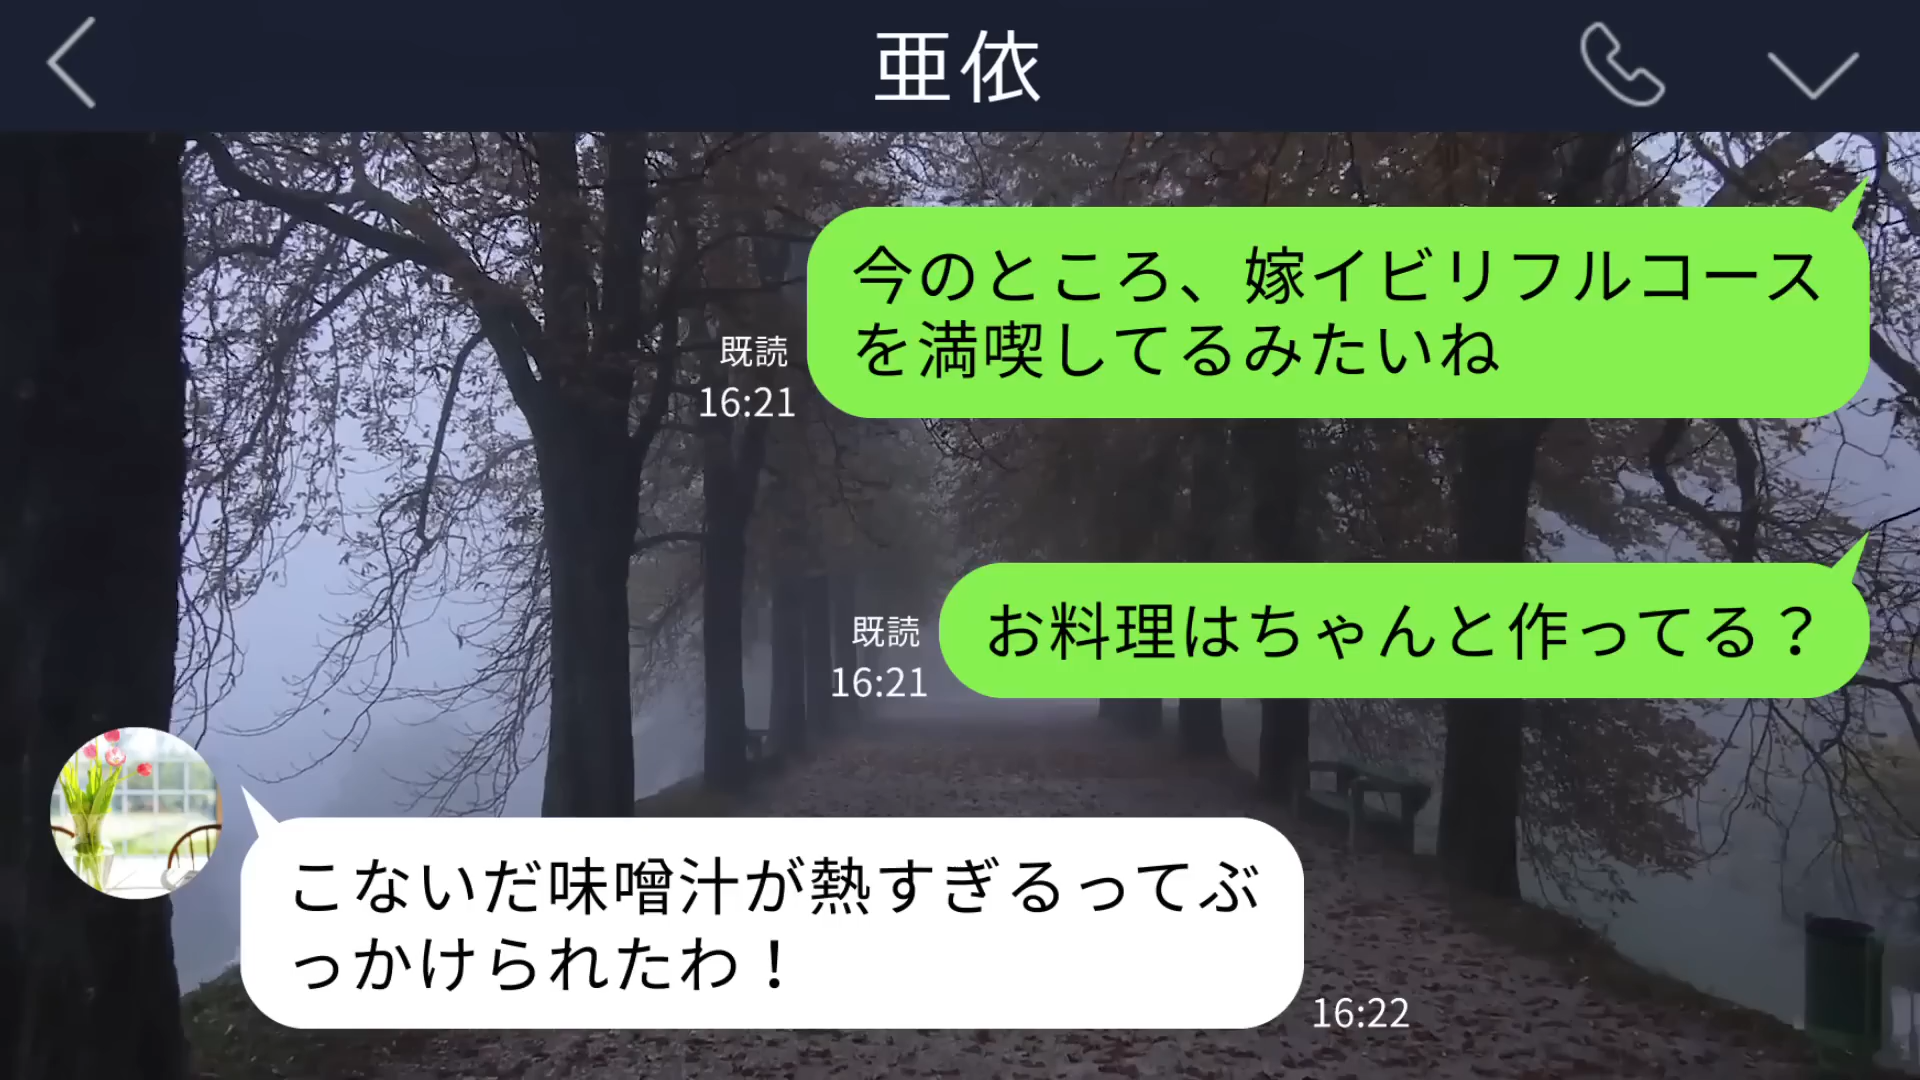 亜依
今のところ、嫁イビリフルコース
を満喫してるみたいね
既読
16:21
お料理はちゃんと作ってる？
既読
16:21
こないだ味噌汁が熱すぎるってぶ
っかけられたわ！
16:22